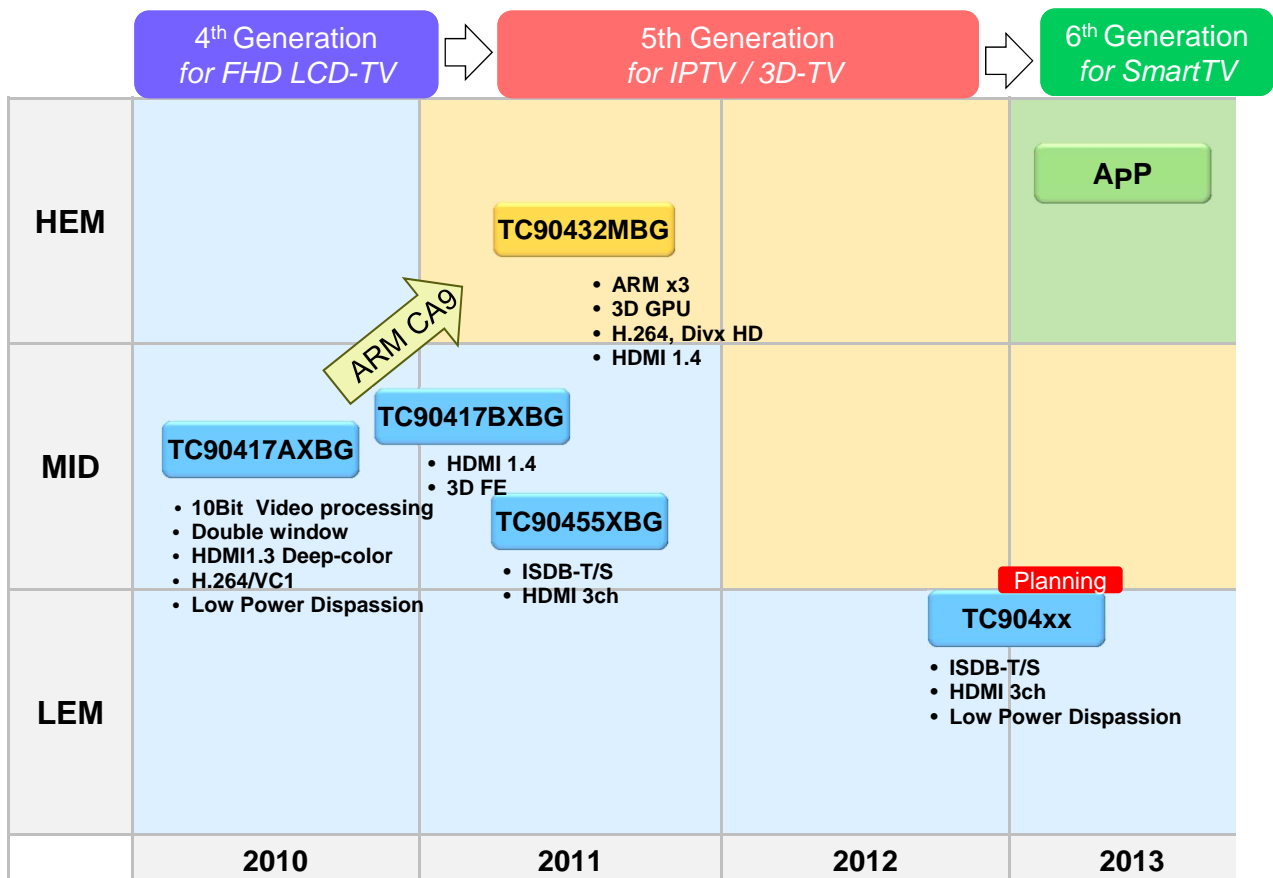 4th Generation
for FHD LCD-TV
5th Generation
for IPTV / 3D-TV
6th Generation
for SmartTV
HEM
APP
TC90432MBG
• ARM x3
• 3D GPU
• H.264, Divx HD
• HDMI 1.4
ARM CA9
MID
TC90417AXBG
• 10Bit Video processing
• Double window
• HDMI1.3 Deep-color
• H.264/VC1
• Low Power Dispassion
TC90417BXBG
• HDMI 1.4
• 3D FE
TC90455XBG
• ISDB-T/S
• HDMI 3ch
LEM
Planning
TC904xx
• ISDB-T/S
• HDMI 3ch
• Low Power Dispassion
2010
2011
2012
2013